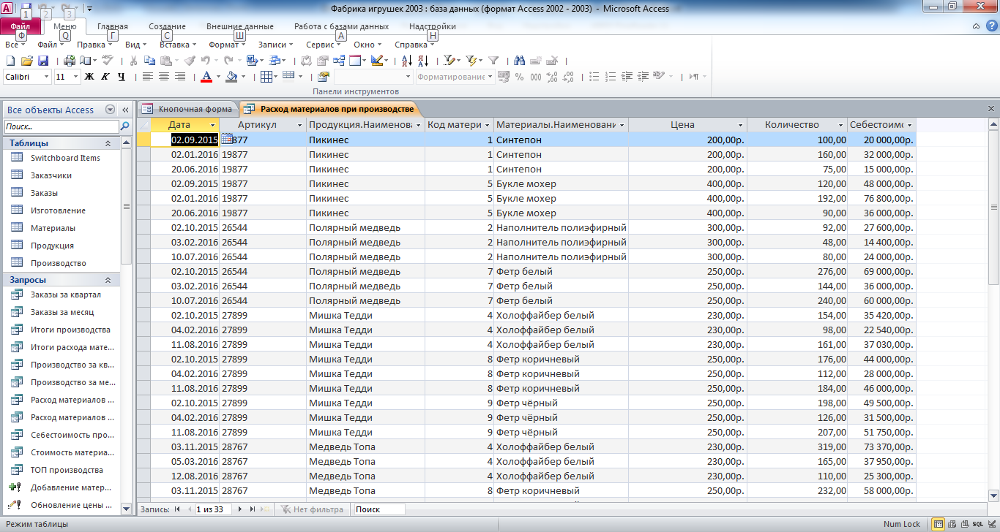 Фабрика игрушек 2003 : база данных (формат Access 2002 - 2003) - Microsoft Access
1 2 3
Файл Меню Главная Создание Внешние данные Работа с базами данных Надстройки
Ф Q Г С Ш А Н
Все Файл Правка Вид Вставка Формат Записи Сервис Окно Справка
Calibri 11 Ж К Ч Форматирование % 000
Панели инструментов
Все объекты Access
Поиск...
Таблицы
Switchboard Items
Заказчики
Заказы
Изготовление
Материалы
Продукция
Производство
Запросы
Заказы за квартал
Заказы за месяц
Итоги производства
Итоги расхода мате...
Производство за кв...
Производство за ме...
Расход материалов ...
Расход материалов ...
Себестоимость про...
Стоимость материа...
ТОП производства
Добавление матер...
Обновление цены ...
Кнопочная форма Расход материалов при производстве
Дата Артикул Продукция.Наименова Код матери Материалы.Наименовани Цена Количество Себестоимо
02.09.2015 877 Пикинес 1 Синтепон 200,00р. 100,00 20 000,00р.
02.01.2016 19877 Пикинес 1 Синтепон 200,00р. 160,00 32 000,00р.
20.06.2016 19877 Пикинес 1 Синтепон 200,00р. 75,00 15 000,00р.
02.09.2015 19877 Пикинес 5 Букле мохер 400,00р. 120,00 48 000,00р.
02.01.2016 19877 Пикинес 5 Букле мохер 400,00р. 192,00 76 800,00р.
20.06.2016 19877 Пикинес 5 Букле мохер 400,00р. 90,00 36 000,00р.
02.10.2015 26544 Полярный медведь 2 Наполнитель полиэфирный 300,00р. 92,00 27 600,00р.
03.02.2016 26544 Полярный медведь 2 Наполнитель полиэфирный 300,00р. 48,00 14 400,00р.
10.07.2016 26544 Полярный медведь 2 Наполнитель полиэфирный 300,00р. 80,00 24 000,00р.
02.10.2015 26544 Полярный медведь 7 Фетр белый 250,00р. 276,00 69 000,00р.
03.02.2016 26544 Полярный медведь 7 Фетр белый 250,00р. 144,00 36 000,00р.
10.07.2016 26544 Полярный медведь 7 Фетр белый 250,00р. 240,00 60 000,00р.
02.10.2015 27899 Мишка Тедди 4 Холоффайбер белый 230,00р. 154,00 35 420,00р.
04.02.2016 27899 Мишка Тедди 4 Холоффайбер белый 230,00р. 98,00 22 540,00р.
11.08.2016 27899 Мишка Тедди 4 Холоффайбер белый 230,00р. 161,00 37 030,00р.
02.10.2015 27899 Мишка Тедди 8 Фетр коричневый 250,00р. 176,00 44 000,00р.
04.02.2016 27899 Мишка Тедди 8 Фетр коричневый 250,00р. 112,00 28 000,00р.
11.08.2016 27899 Мишка Тедди 8 Фетр коричневый 250,00р. 184,00 46 000,00р.
02.10.2015 27899 Мишка Тедди 9 Фетр чёрный 250,00р. 198,00 49 500,00р.
04.02.2016 27899 Мишка Тедди 9 Фетр чёрный 250,00р. 126,00 31 500,00р.
11.08.2016 27899 Мишка Тедди 9 Фетр чёрный 250,00р. 207,00 51 750,00р.
03.11.2015 28767 Медведь Топа 4 Холоффайбер белый 230,00р. 319,00 73 370,00р.
05.03.2016 28767 Медведь Топа 4 Холоффайбер белый 230,00р. 165,00 37 950,00р.
12.08.2016 28767 Медведь Топа 4 Холоффайбер белый 230,00р. 110,00 25 300,00р.
03.11.2015 28767 Медведь Топа 8 Фетр коричневый 250,00р. 232,00 58 000,00р.
Запись: 1 из 33 Нет фильтра Поиск
Режим таблицы Num Lock SQL